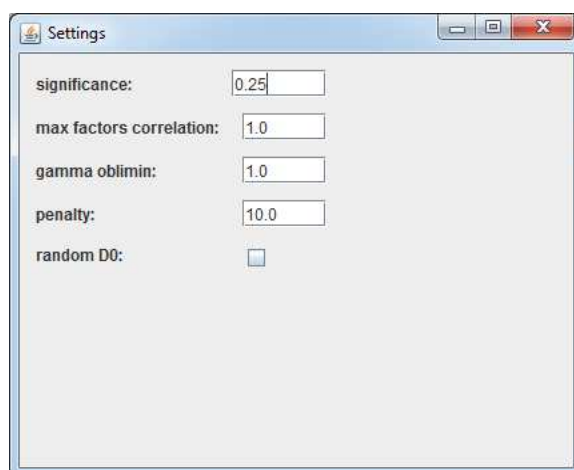 Settings
significance: 0.25
max factors correlation: 1.0
gamma oblimin: 1.0
penalty: 10.0
random D0: